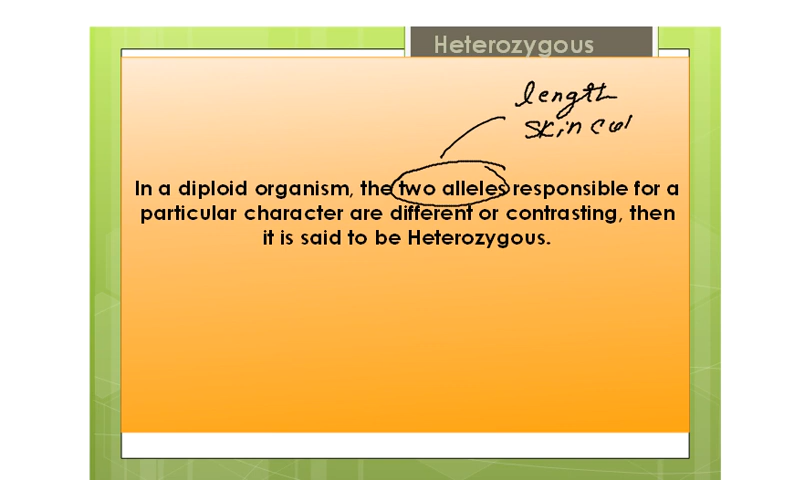 Heterozygous
length
skin col
In a diploid organism, the two alleles responsible for a
particular character are different or contrasting, then
it is said to be Heterozygous.